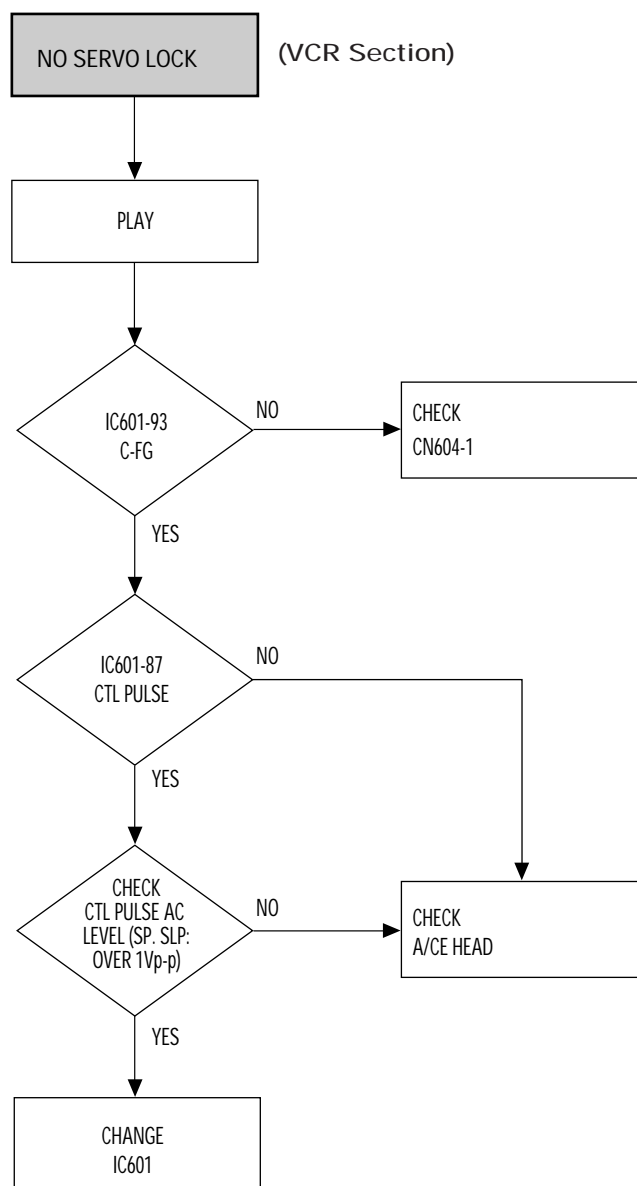 NO SERVO LOCK
(VCR Section)
PLAY
IC601-93
C-FG
NO
CHECK
CN604-1
YES
IC601-87
CTL PULSE
NO
YES
CHECK
CTL PULSE AC
LEVEL (SP. SLP:
OVER 1Vp-p)
NO
CHECK
A/CE HEAD
YES
CHANGE
IC601